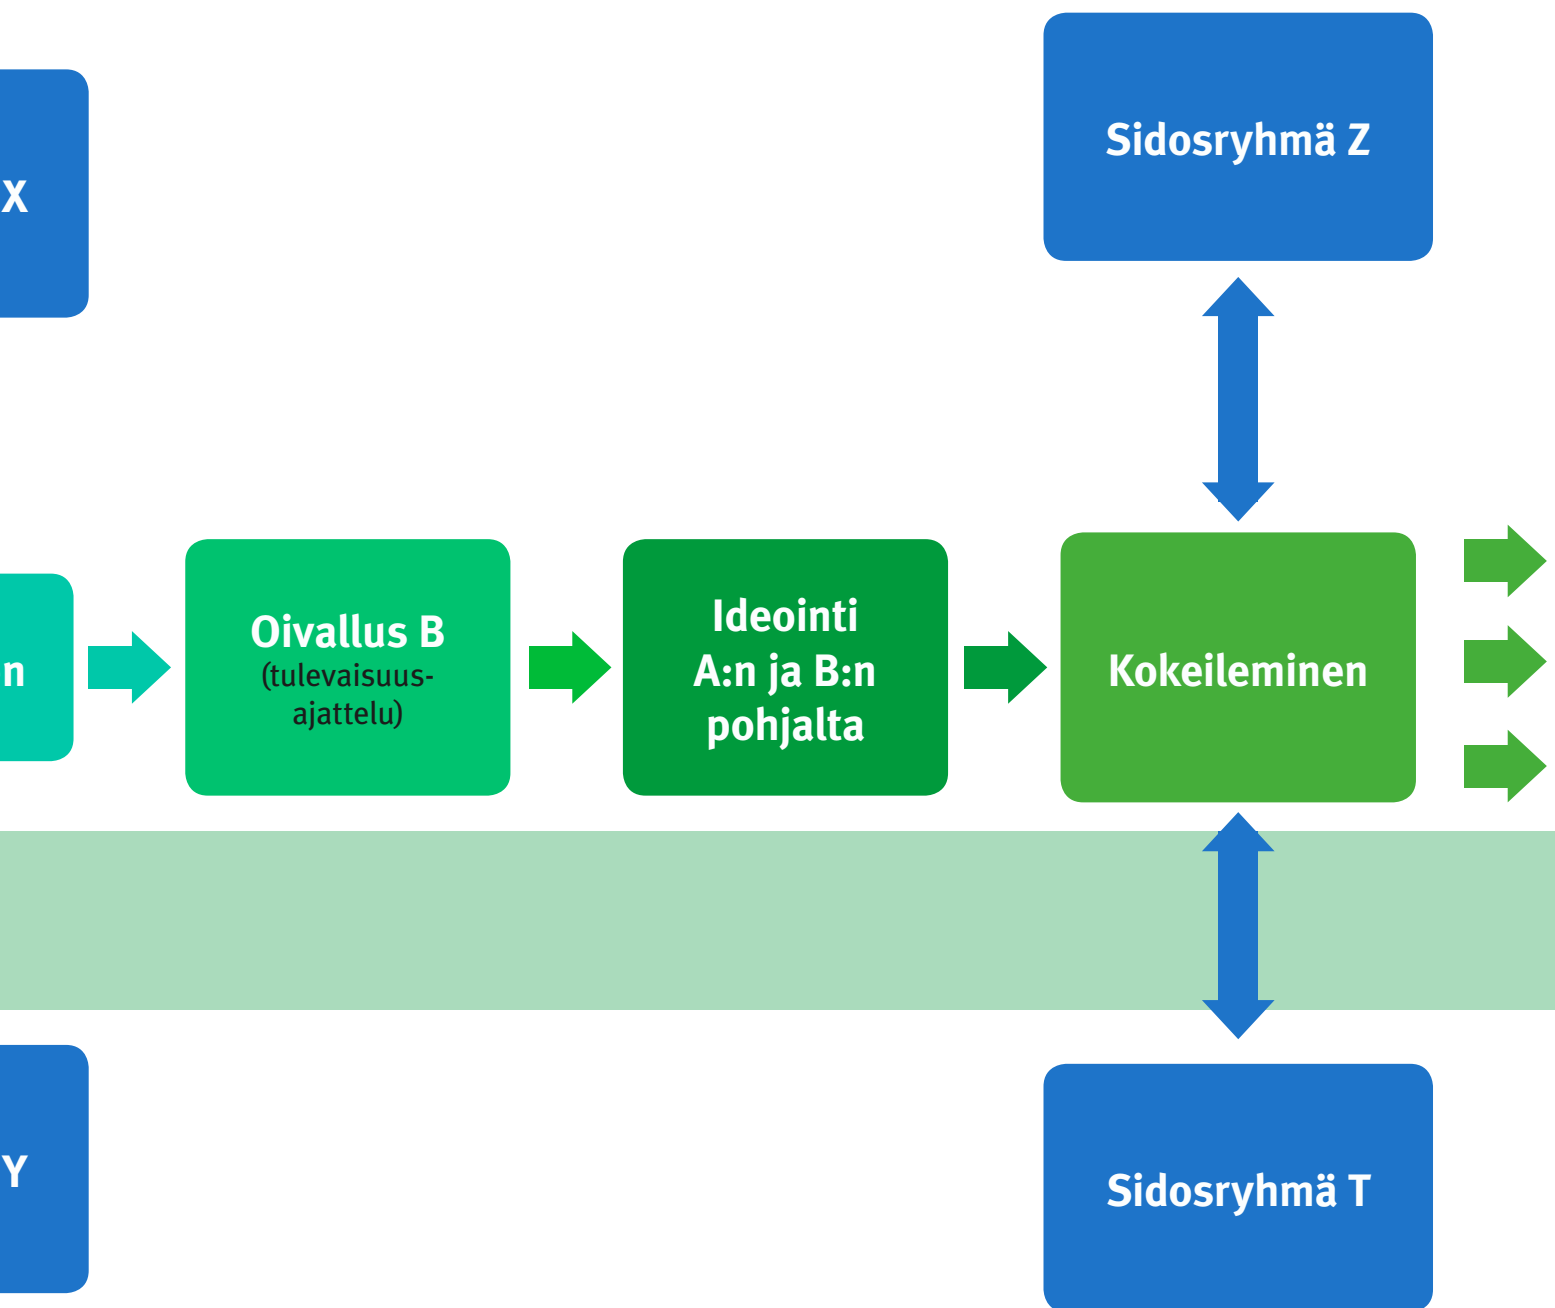 Sidosryhmä Z
X
Oivallus B
(tulevaisuus-
ajattelu)
Ideointi
A:n ja B:n
pohjalta
Kokeileminen
n
Y
Sidosryhmä T